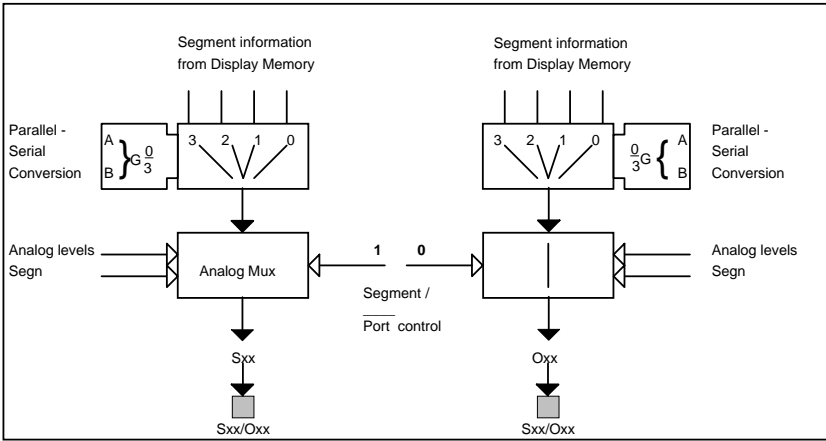 Segment information
from Display Memory
Segment information
from Display Memory
Parallel -
Serial
Conversion
A
B
} G 0/3
3 2 1 0
3 2 1 0
0/3 G {
A
B
Parallel -
Serial
Conversion
Analog levels
Segn
Analog Mux
1 0
Segment /
Port control
Analog levels
Segn
Sxx
Oxx
Sxx/Oxx
Sxx/Oxx